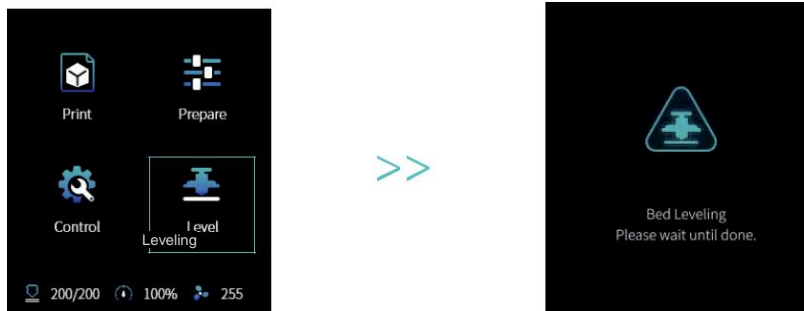 Print
Prepare
Control
Level
Leveling
200/200
100%
255
>>
Bed Leveling
Please wait until done.